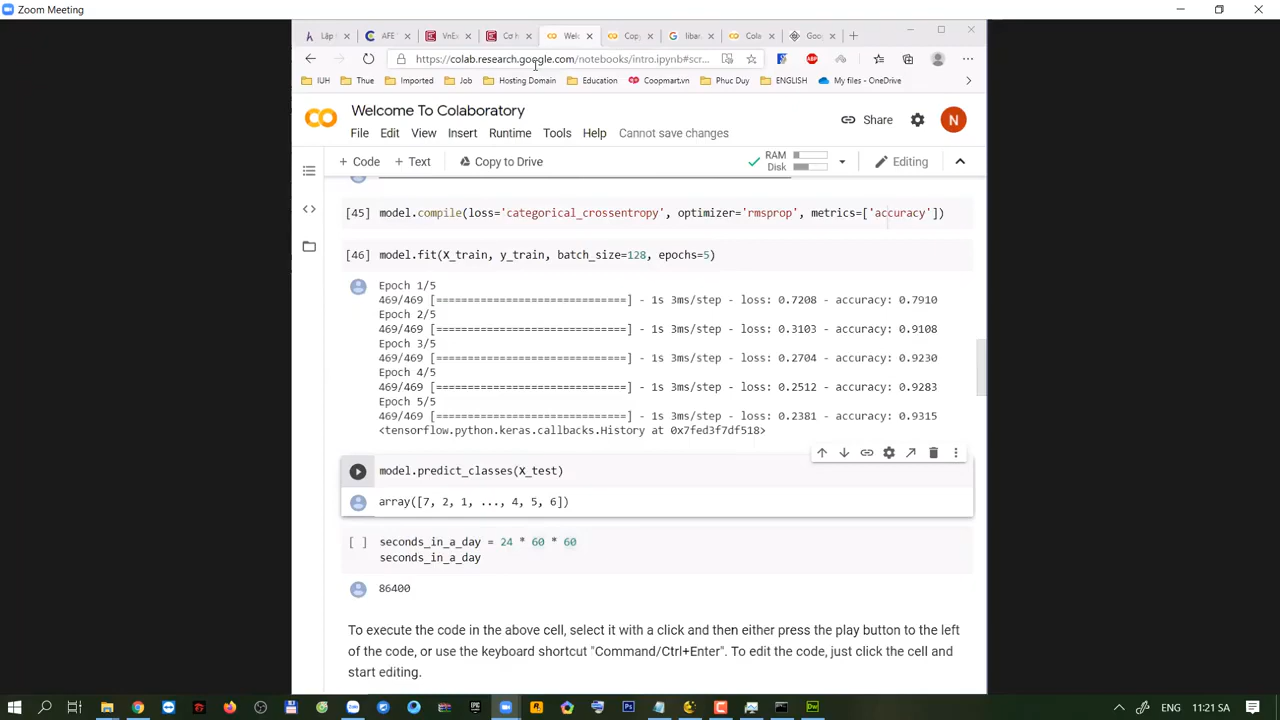 Zoom Meeting
Lập
AFE
VnEx
Cơ h
Welc
Copy
libar
Cola
Goo
https://colab.research.google.com/notebooks/intro.ipynb#scr...
IUH
Thue
Imported
Job
Hosting Domain
Education
Coopmart.vn
Phuc Duy
ENGLISH
My files - OneDrive
Welcome To Colaboratory
Share
N
File Edit View Insert Runtime Tools Help Cannot save changes
+ Code + Text Copy to Drive
RAM
Disk
Editing
[45] model.compile(loss='categorical_crossentropy', optimizer='rmsprop', metrics=['accuracy'])
[46] model.fit(X_train, y_train, batch_size=128, epochs=5)
Epoch 1/5
469/469 [==============================] - 1s 3ms/step - loss: 0.7208 - accuracy: 0.7910
Epoch 2/5
469/469 [==============================] - 1s 3ms/step - loss: 0.3103 - accuracy: 0.9108
Epoch 3/5
469/469 [==============================] - 1s 3ms/step - loss: 0.2704 - accuracy: 0.9230
Epoch 4/5
469/469 [==============================] - 1s 3ms/step - loss: 0.2512 - accuracy: 0.9283
Epoch 5/5
469/469 [==============================] - 1s 3ms/step - loss: 0.2381 - accuracy: 0.9315
<tensorflow.python.keras.callbacks.History at 0x7fed3f7df518>
model.predict_classes(X_test)
array([7, 2, 1, ..., 4, 5, 6])
[ ] seconds_in_a_day = 24 * 60 * 60
seconds_in_a_day
86400
To execute the code in the above cell, select it with a click and then either press the play button to the left
of the code, or use the keyboard shortcut "Command/Ctrl+Enter". To edit the code, just click the cell and
start editing.
ENG 11:21 SA